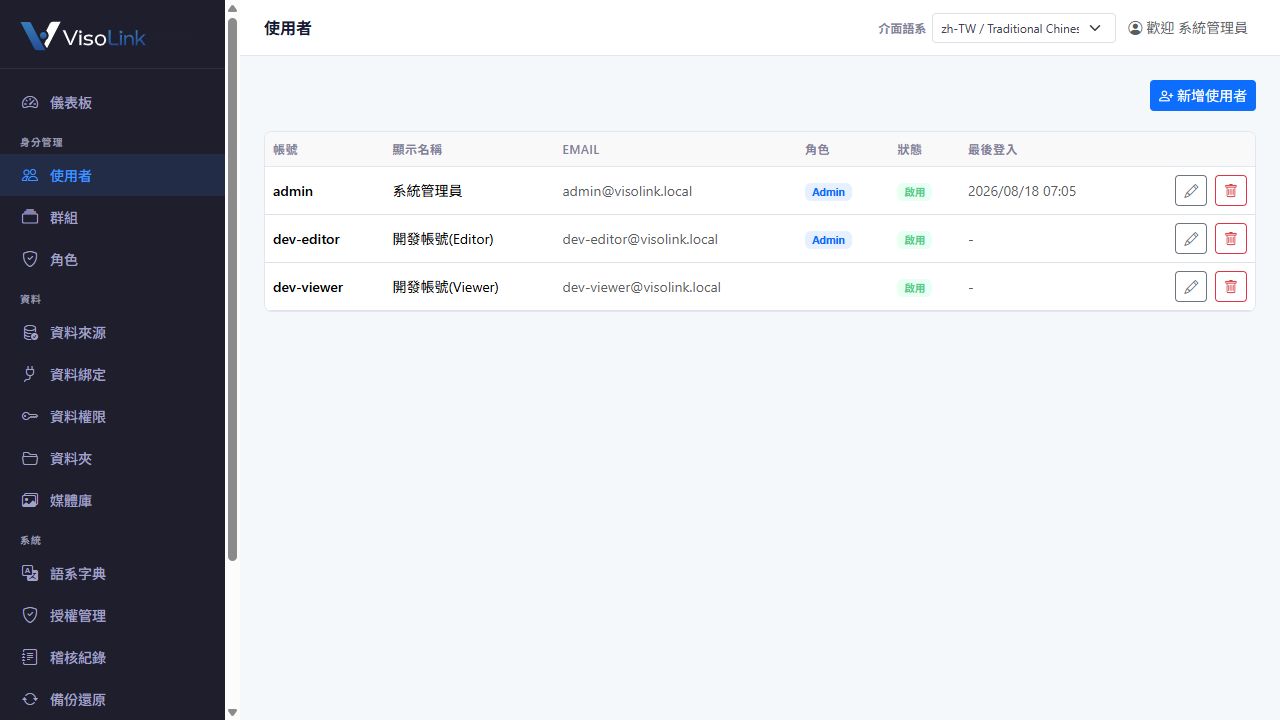 VisoLink
儀表板
身分管理
使用者
群組
角色
資料
資料來源
資料綁定
資料權限
資料夾
媒體庫
系統
語系字典
授權管理
稽核紀錄
備份還原
使用者
介面語系 zh-TW / Traditional Chines 歡迎 系統管理員
新增使用者
帳號 顯示名稱 EMAIL 角色 狀態 最後登入
admin 系統管理員 admin@visolink.local Admin 啟用 2026/08/18 07:05
dev-editor 開發帳號(Editor) dev-editor@visolink.local Admin 啟用 -
dev-viewer 開發帳號(Viewer) dev-viewer@visolink.local 啟用 -